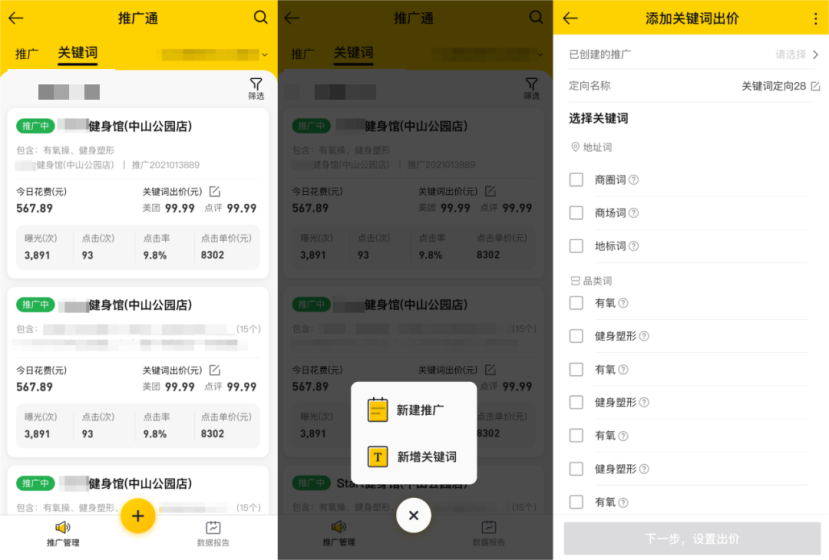 推广通
推广
关键词
筛选
推广中
健身馆(中山公园店)
包含：有氧操、健身塑形
健身馆(中山公园店) | 推广2021013889
今日花费(元)
关键词出价(元)
567.89
美团 99.99 点评 99.99
曝光(次) 点击(次) 点击率 点击单价(元)
3,891 93 9.8% 8302
推广中
健身馆(中山公园店)
包含：
(15个)
今日花费(元)
关键词出价(元)
567.89
美团 99.99 点评 99.99
曝光(次) 点击(次) 点击率 点击单价(元)
3,891 93 9.8% 8302
推广中
健身馆(中山公园店)
包含：有氧操、健身
(15个)
推广管理
数据报告
推广通
推广
关键词
筛选
推广中
健身馆(中山公园店)
包含：有氧操、健身塑形
健身馆(中山公园店) | 推广2021013889
今日花费(元)
关键词出价(元)
567.89
美团 99.99 点评 99.99
曝光(次) 点击(次) 点击率 点击单价(元)
3,891 93 9.8% 8302
推广中
健身馆(中山公园店)
包含：
(15个)
今日花费(元)
关键词出价(元)
567.89
99.99
新建推广
曝光(次)
单价(元)
3,891
8302
T 新增关键词
推广中
健身馆(中山公园店)
包含：有氧操、健身
(15个)
推广管理
数据报告
添加关键词出价
已创建的推广
请选择
定向名称
关键词定向28
选择关键词
地址词
商圈词
商场词
地标词
品类词
有氧
健身塑形
有氧
健身塑形
有氧
健身塑形
有氧
下一步，设置出价